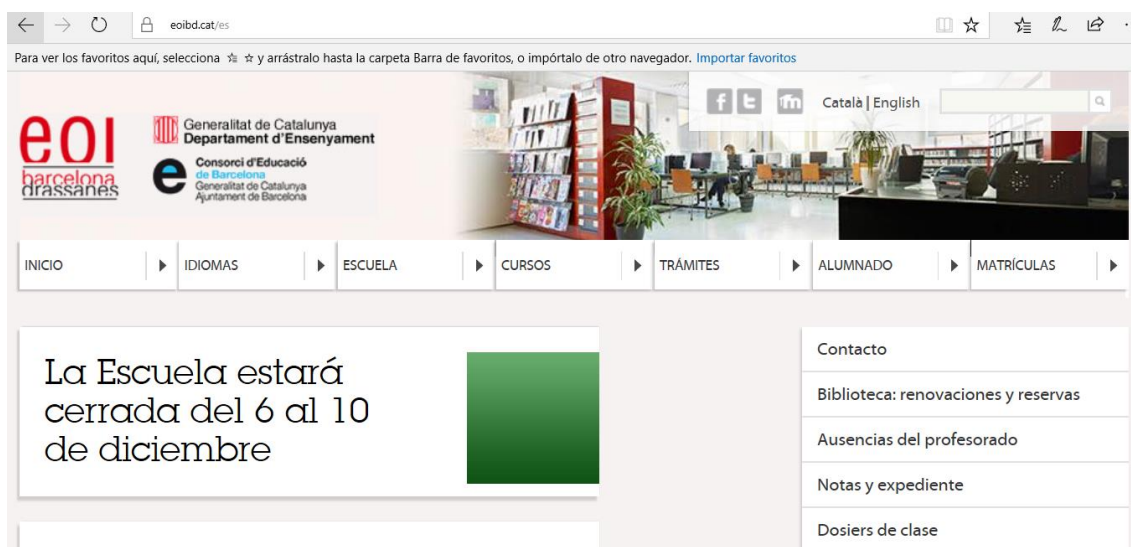 eoibd.cat/es
Para ver los favoritos aquí, selecciona y arrástralo hasta la carpeta Barra de favoritos, o impórtalo de otro navegador. Importar favoritos
eoi
barcelona
drassanes
Generalitat de Catalunya
Departament d'Ensenyament
e
Consorci d'Educació
de Barcelona
Generalitat de Catalunya
Ajuntament de Barcelona
f t m Català | English
INICIO IDIOMAS ESCUELA CURSOS TRÁMITES ALUMNADO MATRÍCULAS
La Escuela estará
cerrada del 6 al 10
de diciembre
Contacto
Biblioteca: renovaciones y reservas
Ausencias del profesorado
Notas y expediente
Dosiers de clase